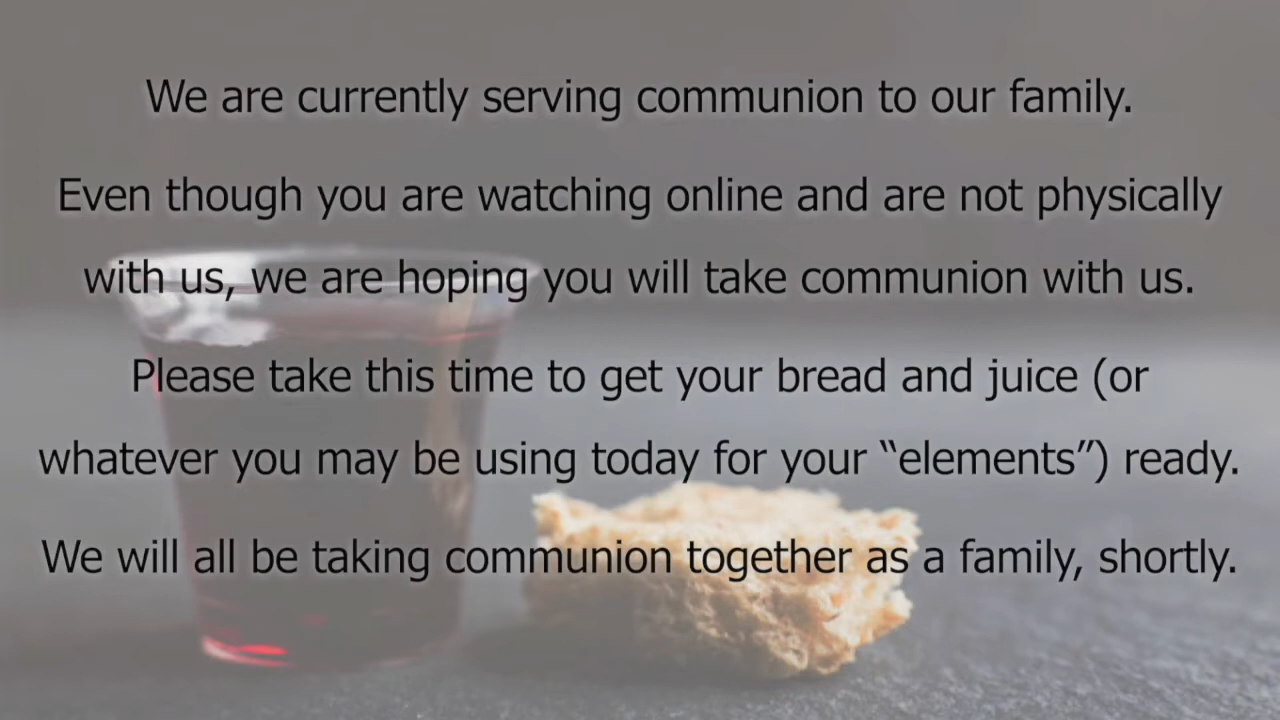 We are currently serving communion to our family.
Even though you are watching online and are not physically
with us, we are hoping you will take communion with us.
Please take this time to get your bread and juice (or
whatever you may be using today for your “elements”) ready.
We will all be taking communion together as a family, shortly.